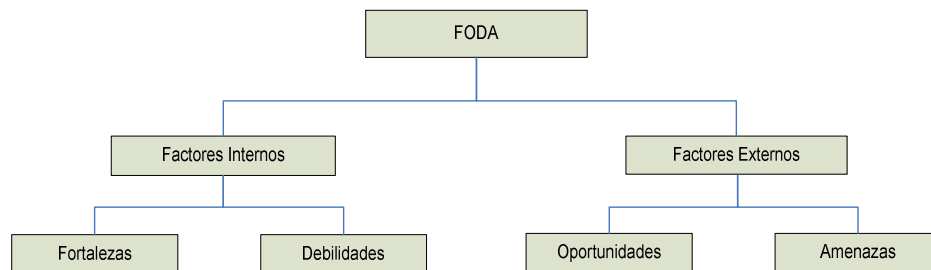 FODA
Factores Internos
Factores Externos
Fortalezas
Debilidades
Oportunidades
Amenazas